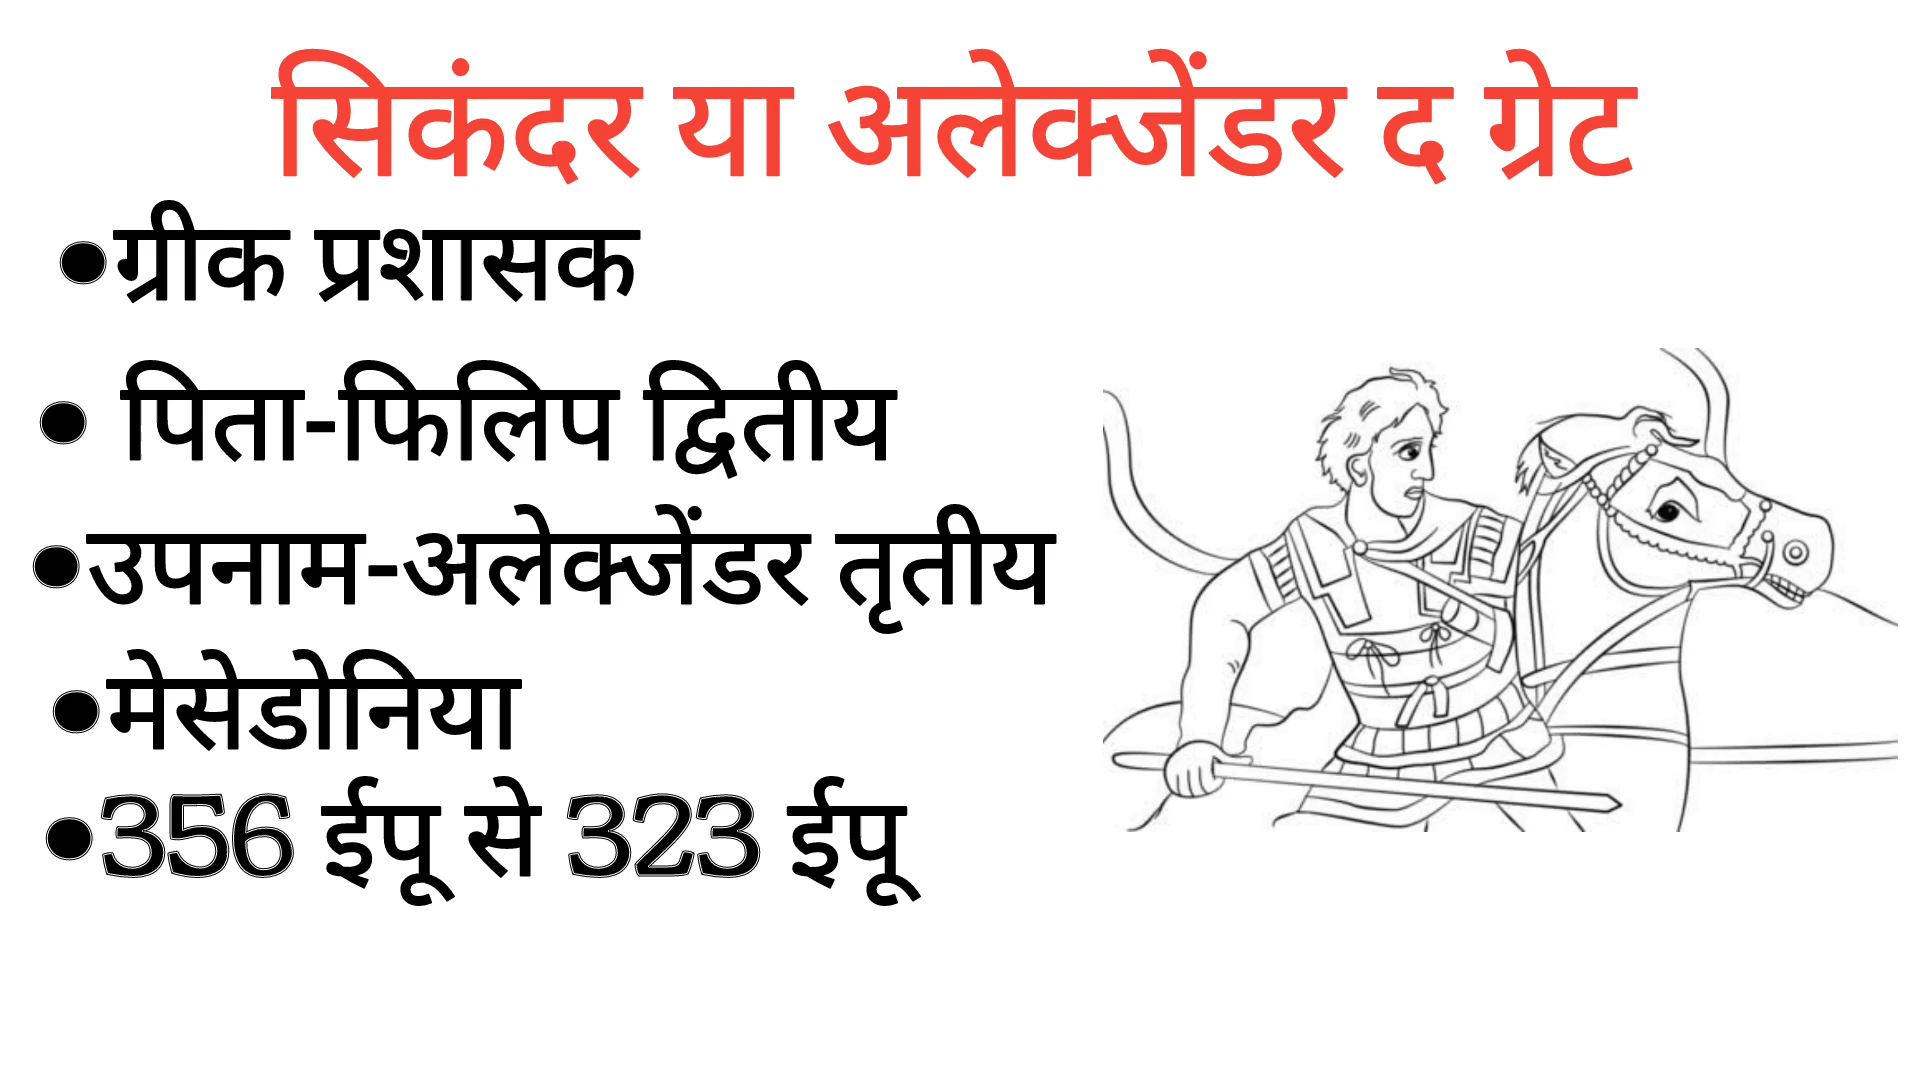 सिकंदर या अलेक्जेंडर द ग्रेट
•ग्रीक प्रशासक
• पिता-फिलिप द्वितीय
•उपनाम-अलेक्जेंडर तृतीय
•मेसेडोनिया
•356 ईपू से 323 ईपू